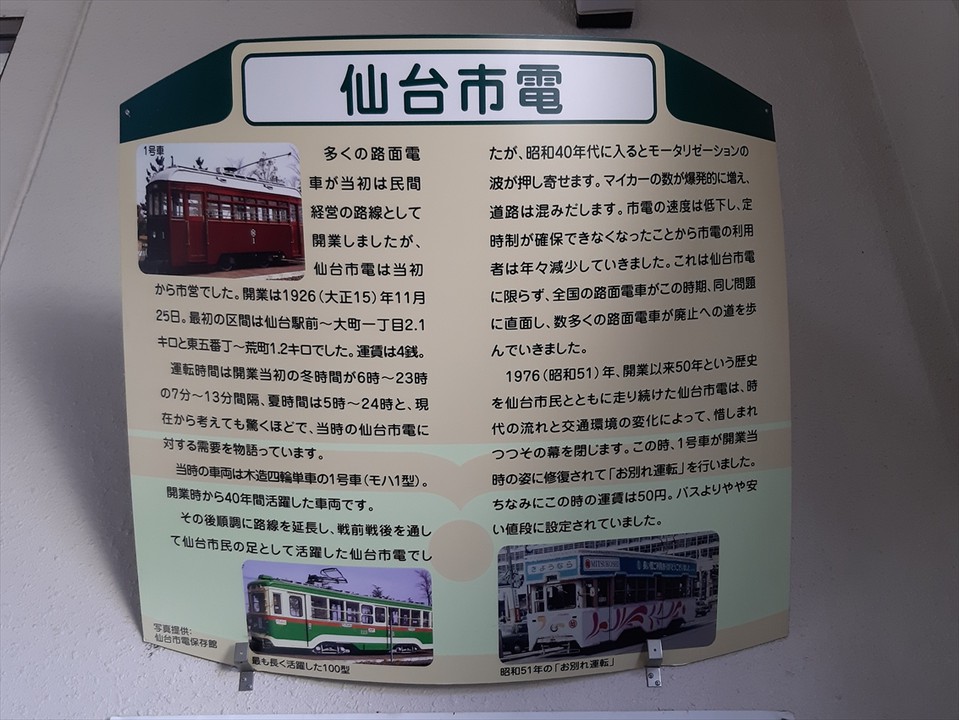 仙台市電
1号車
多くの路面電
車が当初は民間
経営の路線として
開業しましたが、
仙台市電は当初
から市営でした。開業は1926（大正15）年11月
25日。最初の区間は仙台駅前～大町一丁目2.1
キロと東五番丁～荒町1.2キロでした。運賃は4銭。
運転時間は開業当初の冬時間が6時～23時
の7分～13分間隔、夏時間は5時～24時と、現
在から考えても驚くほどで、当時の仙台市電に
対する需要を物語っています。
当時の車両は木造四輪単車の1号車（モハ1型）。
開業時から40年間活躍した車両です。
その後順調に路線を延長し、戦前戦後を通し
て仙台市民の足として活躍した仙台市電でし
写真提供：
仙台市電保存館
最も長く活躍した100型
たが、昭和40年代に入るとモータリゼーションの
波が押し寄せます。マイカーの数が爆発的に増え、
道路は混みだします。市電の速度は低下し、定
時制が確保できなくなったことから市電の利用
者は年々減少していきました。これは仙台市電
に限らず、全国の路面電車がこの時期、同じ問題
に直面し、数多くの路面電車が廃止への道を歩
んでいきました。
1976（昭和51）年、開業以来50年という歴史
を仙台市民とともに走り続けた仙台市電は、時
代の流れと交通環境の変化によって、惜しまれ
つつその幕を閉じます。この時、1号車が開業当
時の姿に修復されて「お別れ運転」を行いました。
ちなみにこの時の運賃は50円。バスよりやや安
い値段に設定されていました。
さようなら
昭和51年の「お別れ運転」